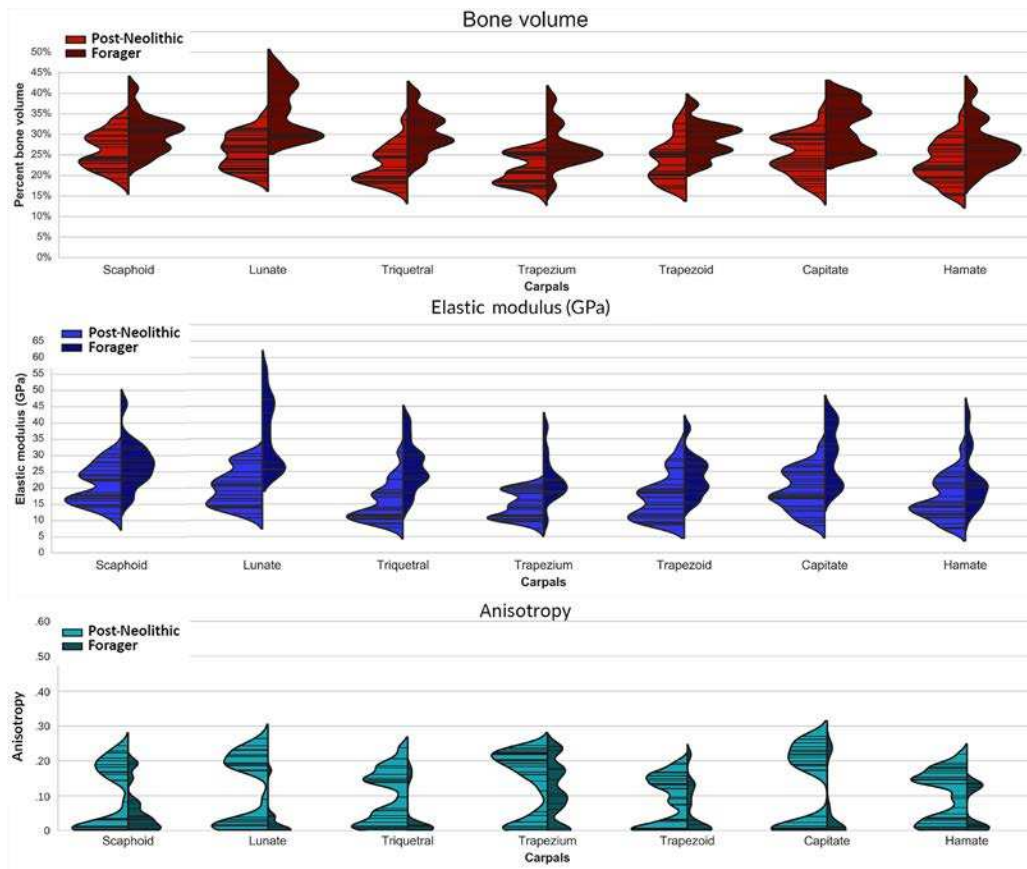 Bone volume
Post-Neolithic
Forager
50%
45%
40%
35%
30%
25%
20%
15%
10%
5%
0%
Percent bone volume
Scaphoid Lunate Triquetral Trapezium Trapezoid Capitate Hamate
Carpals
Elastic modulus (GPa)
Post-Neolithic
Forager
65
60
55
50
45
40
35
30
25
20
15
10
5
0
Elastic modulus (GPa)
Scaphoid Lunate Triquetral Trapezium Trapezoid Capitate Hamate
Carpals
Anisotropy
Post-Neolithic
Forager
.60
.50
.40
.30
.20
.10
0
Anisotropy
Scaphoid Lunate Triquetral Trapezium Trapezoid Capitate Hamate
Carpals